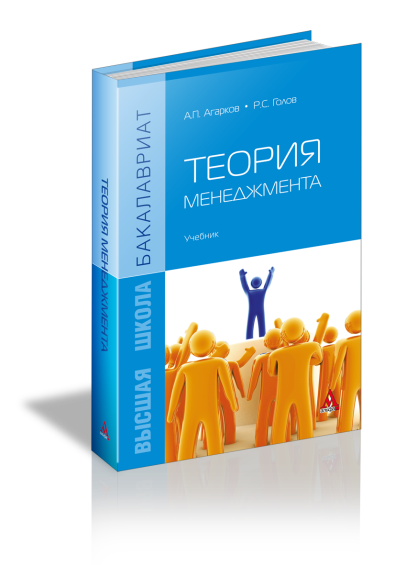 А.П. Агарков • Р.С. Голов
ТЕОРИЯ
МЕНЕДЖМЕНТА
Учебник
ВЫСШАЯ ШКОЛА
БАКАЛАВРИАТ
ТЕОРИЯ МЕНЕДЖМЕНТА